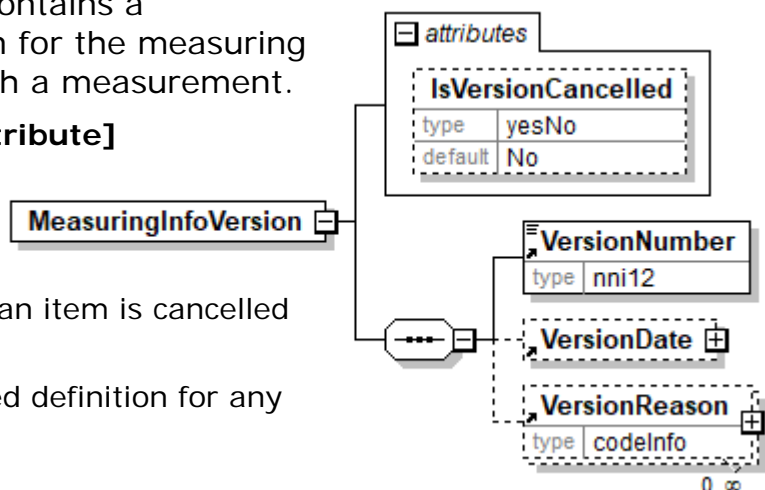 ontains a
n for the measuring
h a measurement.
tribute]
an item is cancelled
ed definition for any
attributes
IsVersionCancelled
type yesNo
default No
MeasuringInfoVersion
VersionNumber
type nni12
VersionDate
VersionReason
type codeInfo
0 ∞